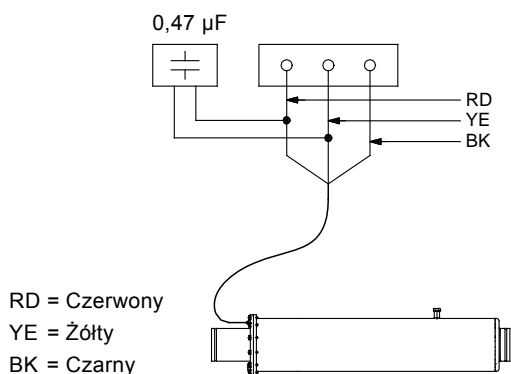 0,47 µF
RD
YE
BK
RD = Czerwony
YE = Żółty
BK = Czarny